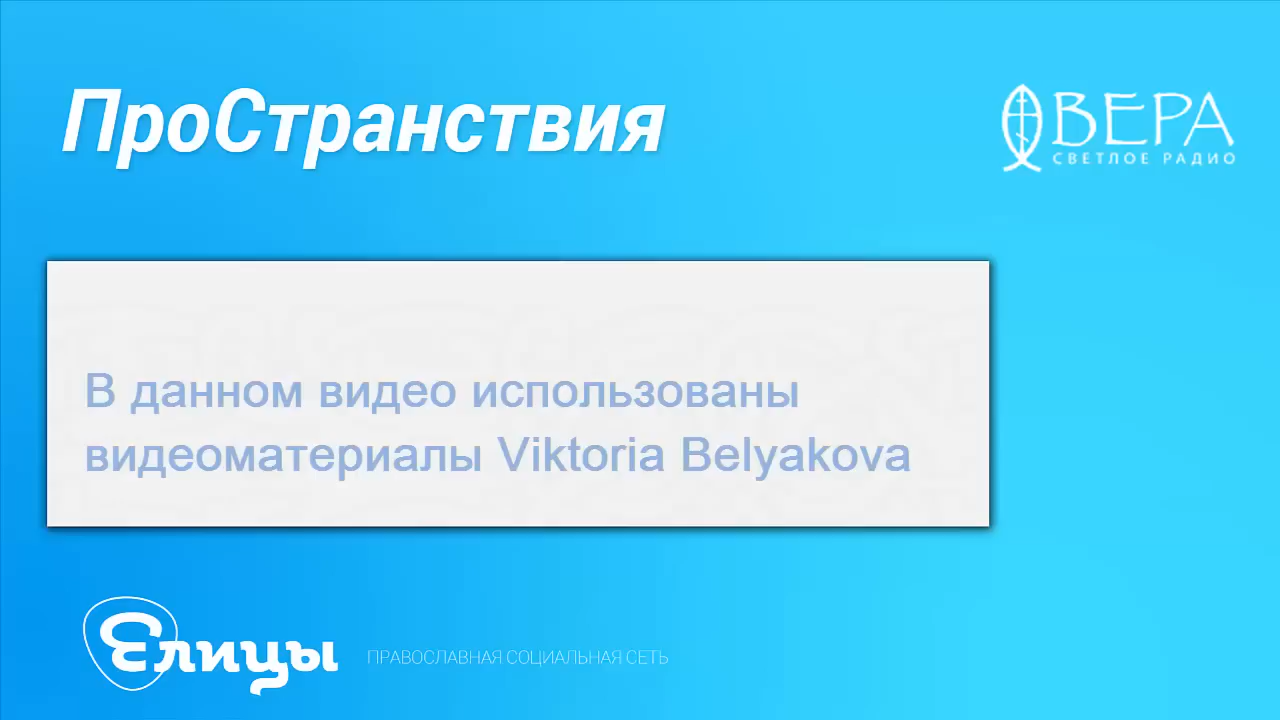 ПроСтранствия
ВЕРА
СВЕТЛОЕ РАДИО
В данном видео использованы
видеоматериалы Viktoria Belyakova
Елицы
ПРАВОСЛАВНАЯ СОЦИАЛЬНАЯ СЕТЬ